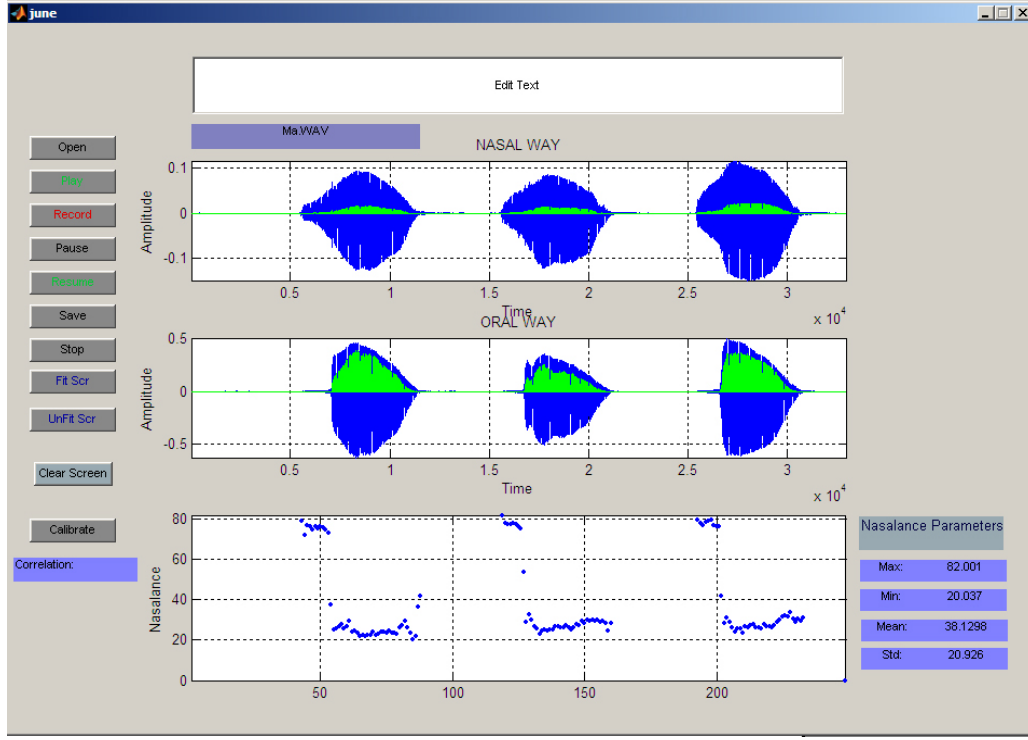 june
Edit Text
Ma.WAV
Open
Play
Record
Pause
Resume
Save
Stop
Fit Scr
UnFit Scr
Clear Screen
Calibrate
Correlation:
NASAL WAY
Amplitude
0.1
0
-0.1
0.5 1 1.5 2 2.5 3
Time
x 10^4
ORAL WAY
Amplitude
0.5
0
-0.5
0.5 1 1.5 2 2.5 3
Time
x 10^4
Nasalance
80
60
40
20
0
50 100 150 200
Nasalance Parameters
Max: 82.001
Min: 20.037
Mean: 38.1298
Std: 20.926